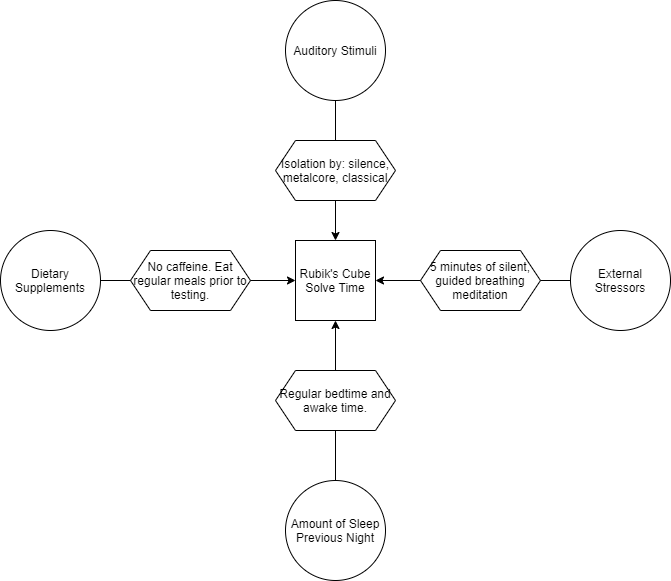 Auditory Stimuli
Isolation by: silence,
metalcore, classical
Dietary
Supplements
No caffeine. Eat
regular meals prior to
testing.
Rubik's Cube
Solve Time
5 minutes of silent,
guided breathing
meditation
External
Stressors
Regular bedtime and
awake time.
Amount of Sleep
Previous Night